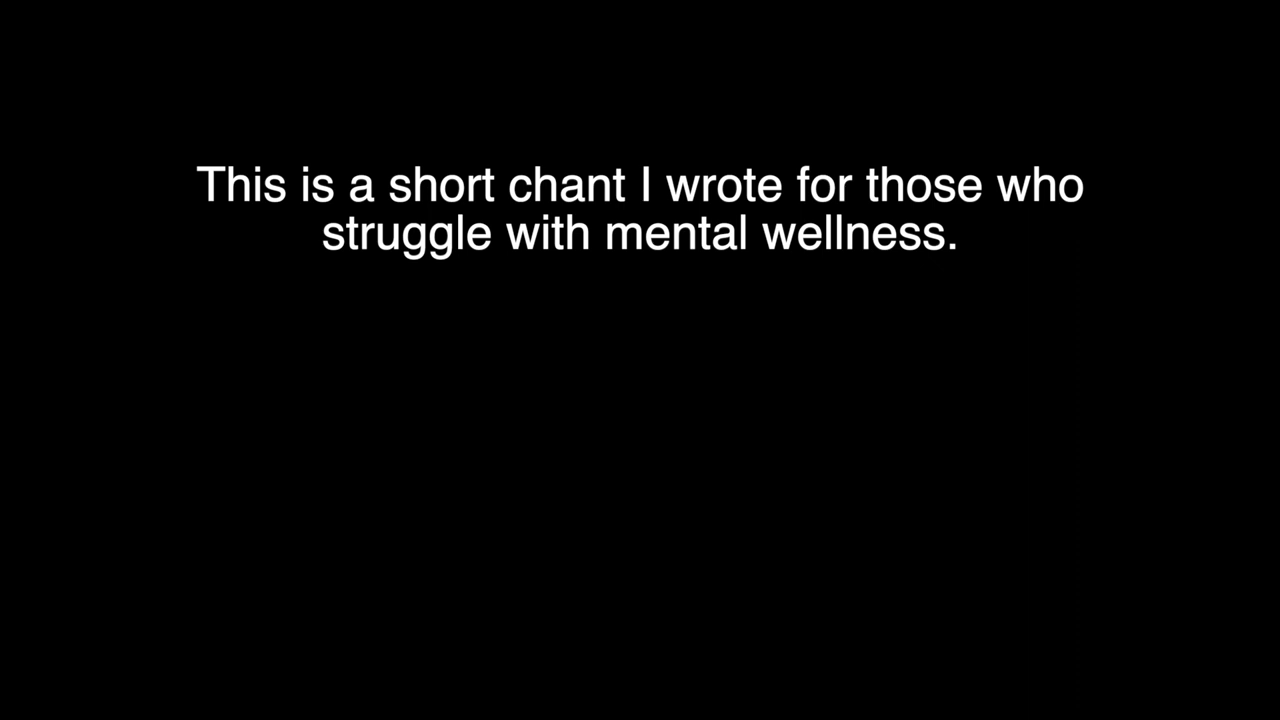 This is a short chant I wrote for those who
struggle with mental wellness.